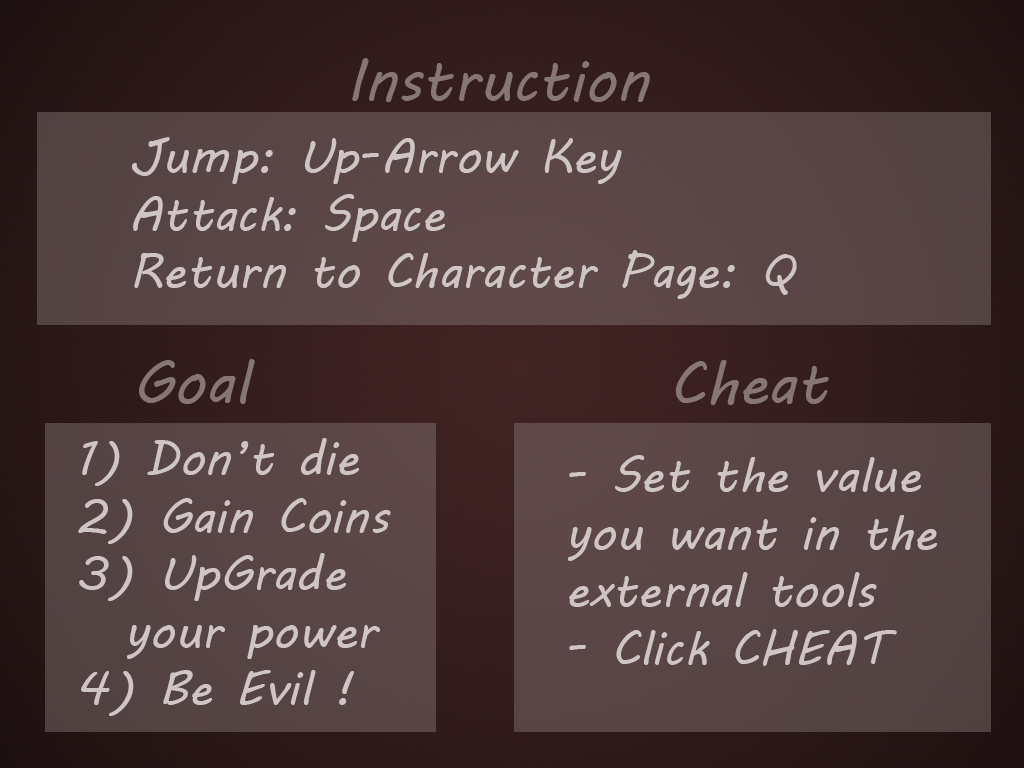 Instruction
Jump: Up-Arrow Key
Attack: Space
Return to Character Page: Q
Goal
1) Don't die
2) Gain Coins
3) UpGrade
your power
4) Be Evil !
Cheat
- Set the value
you want in the
external tools
- Click CHEAT